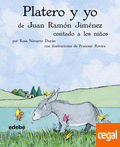 Platero y yo
de Juan Ramón Jiménez
contado a los niños
por Rosa Navarro Durán
con ilustraciones de Francesc Rovira
edebé